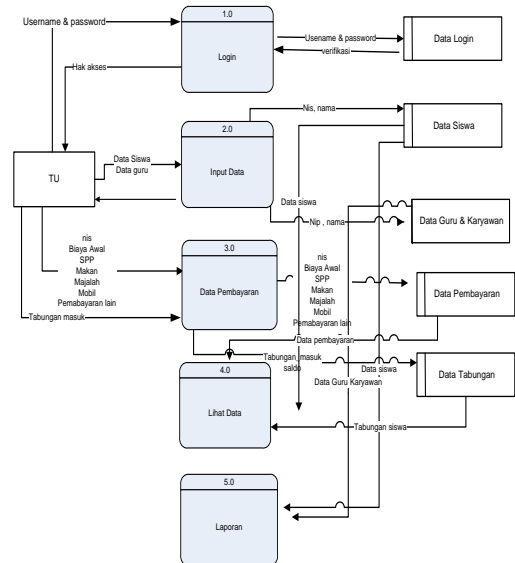 Username & password
1.0
Login
Usename & password
verifikasi
Data Login
Hak akses
2.0
Input Data
Nis, nama
Data Siswa
TU
Data Siswa
Data guru
Data siswa
Nip , nama
Data Guru & Karyawan
nis
Biaya Awal
SPP
Makan
Majalah
Mobil
Pemabayaran lain
Tabungan masuk
3.0
Data Pembayaran
nis
Biaya Awal
SPP
Makan
Majalah
Mobil
Pemabayaran lain
Data Pembayaran
Data pembayaran
Tabungan masuk
saldo
Data siswa
Data Guru Karyawan
Data Tabungan
4.0
Lihat Data
Tabungan siswa
5.0
Laporan